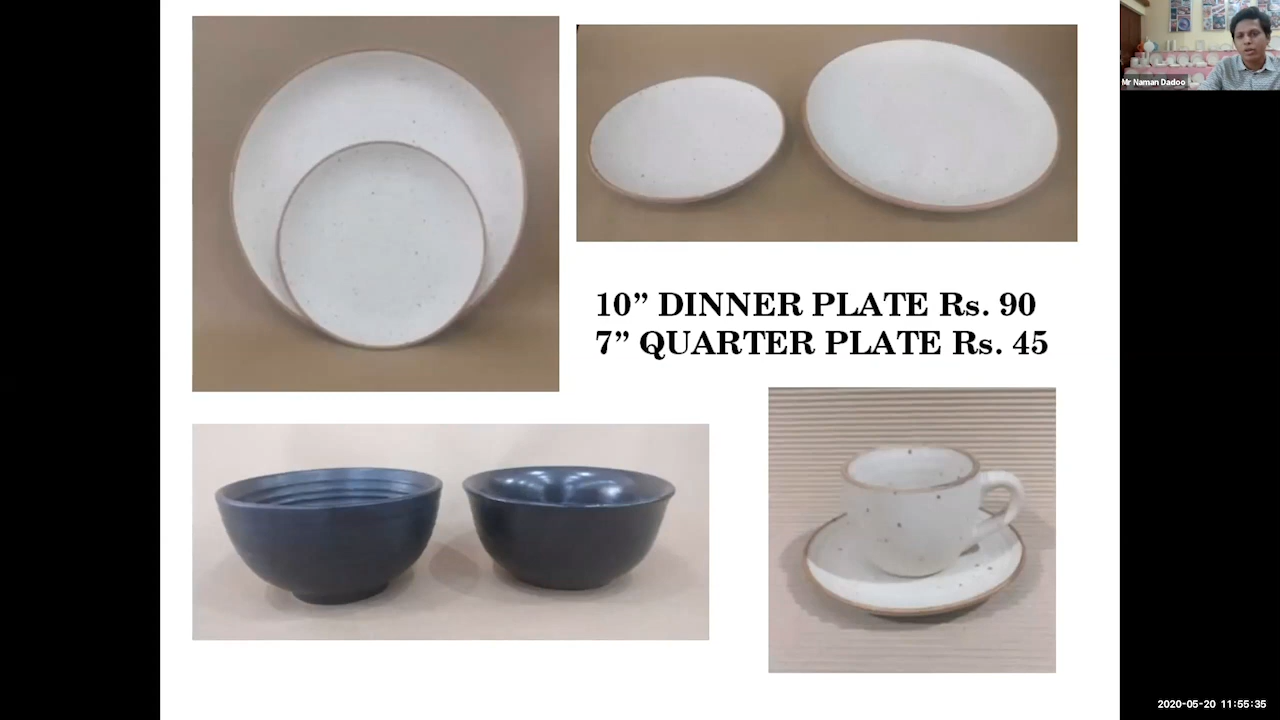 Mr Naman Dadoo
10” DINNER PLATE Rs. 90
7” QUARTER PLATE Rs. 45
2020-05-20 11:55:35